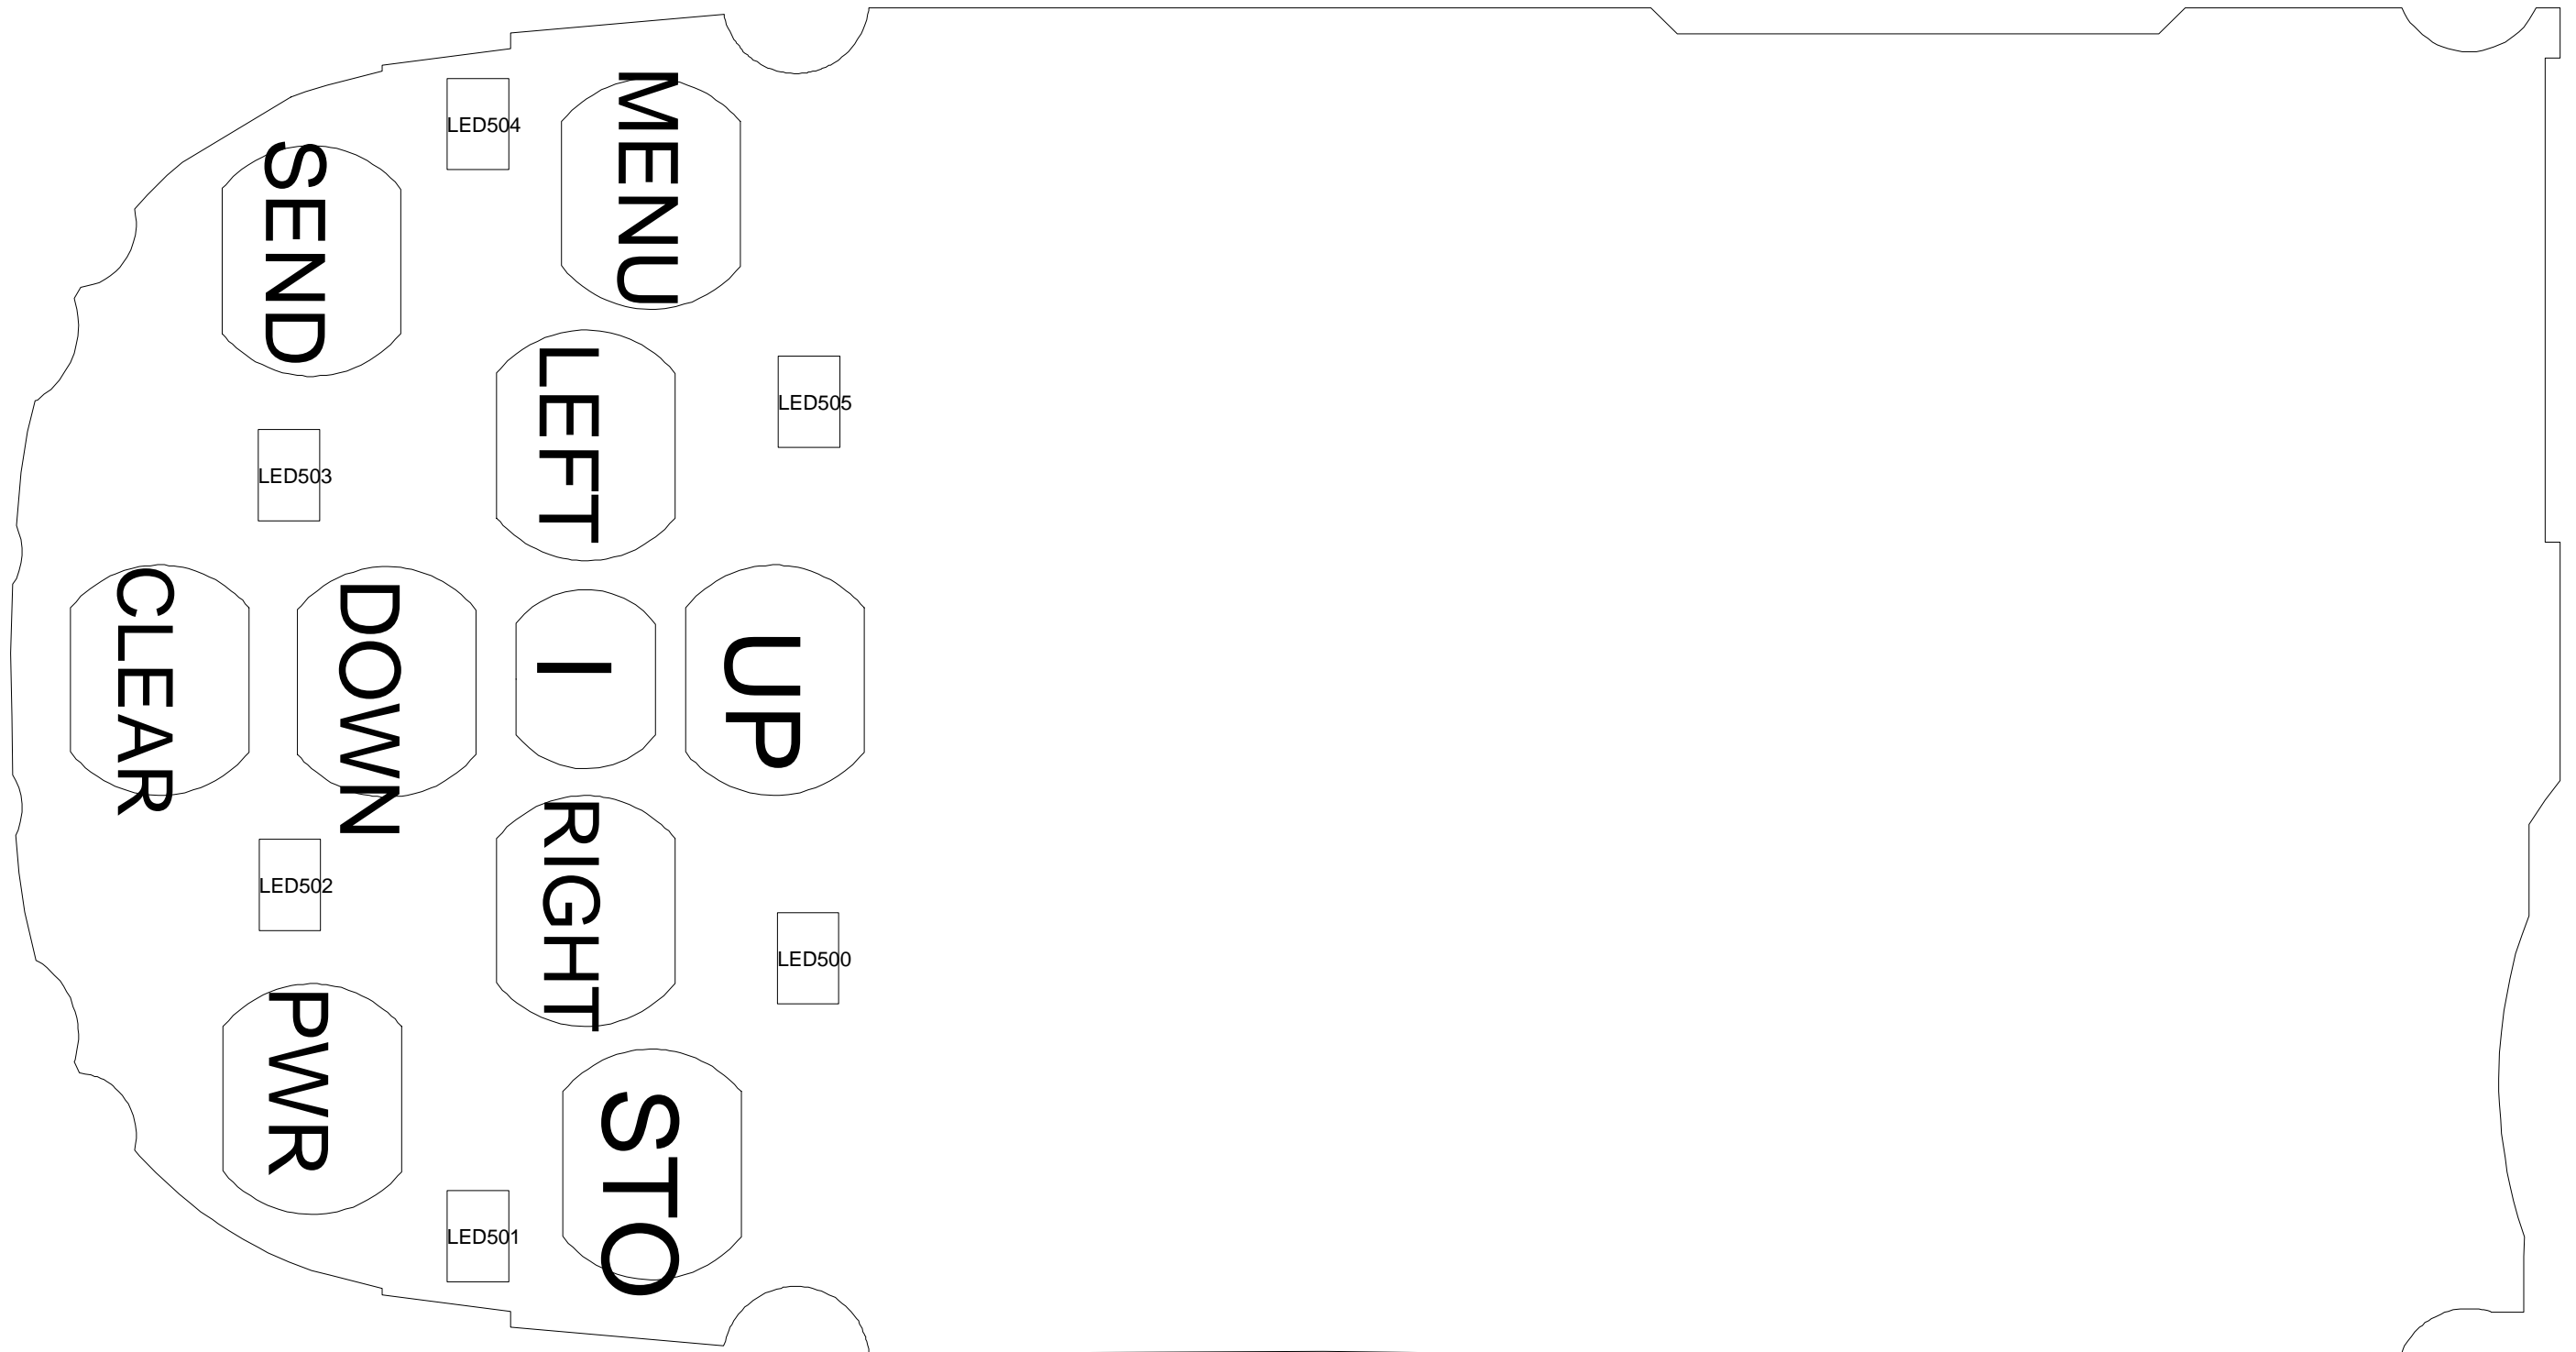 LED504
MENU
SEND
LEFT
LED505
LED503
CLEAR
DOWN
I
UP
RIGHT
LED502
LED500
PWR
STO
LED501